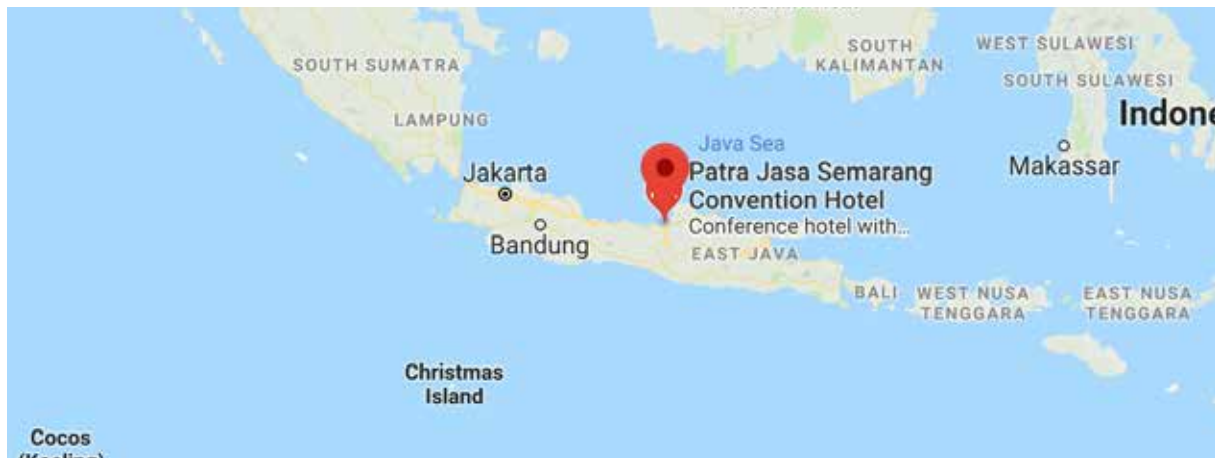 SOUTH
KALIMANTAN
WEST SULAWESI
SOUTH SUMATRA
SOUTH SULAWESI
Indone
LAMPUNG
Java Sea
Makassar
Jakarta
Patra Jasa Semarang
Convention Hotel
Conference hotel with...
Bandung
EAST JAVA
BALI
WEST NUSA
TENGGARA
EAST NUSA
TENGGARA
Christmas
Island
Cocos